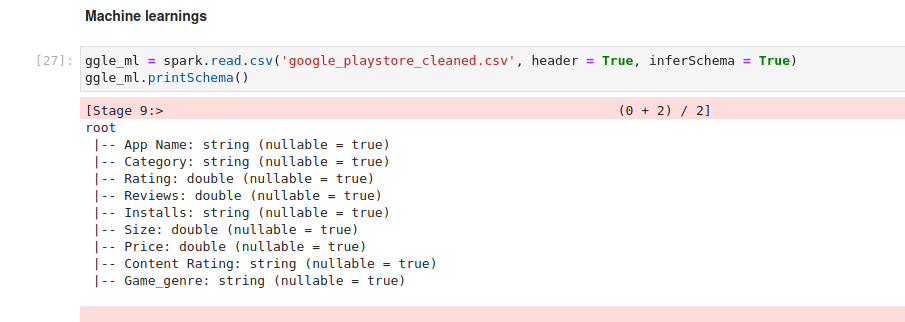 Machine learnings
[27]: ggle_ml = spark.read.csv('google_playstore_cleaned.csv', header = True, inferSchema = True)
ggle_ml.printSchema()
[Stage 9:>                                                          (0 + 2) / 2]
root
 |-- App Name: string (nullable = true)
 |-- Category: string (nullable = true)
 |-- Rating: double (nullable = true)
 |-- Reviews: double (nullable = true)
 |-- Installs: string (nullable = true)
 |-- Size: double (nullable = true)
 |-- Price: double (nullable = true)
 |-- Content Rating: string (nullable = true)
 |-- Game_genre: string (nullable = true)